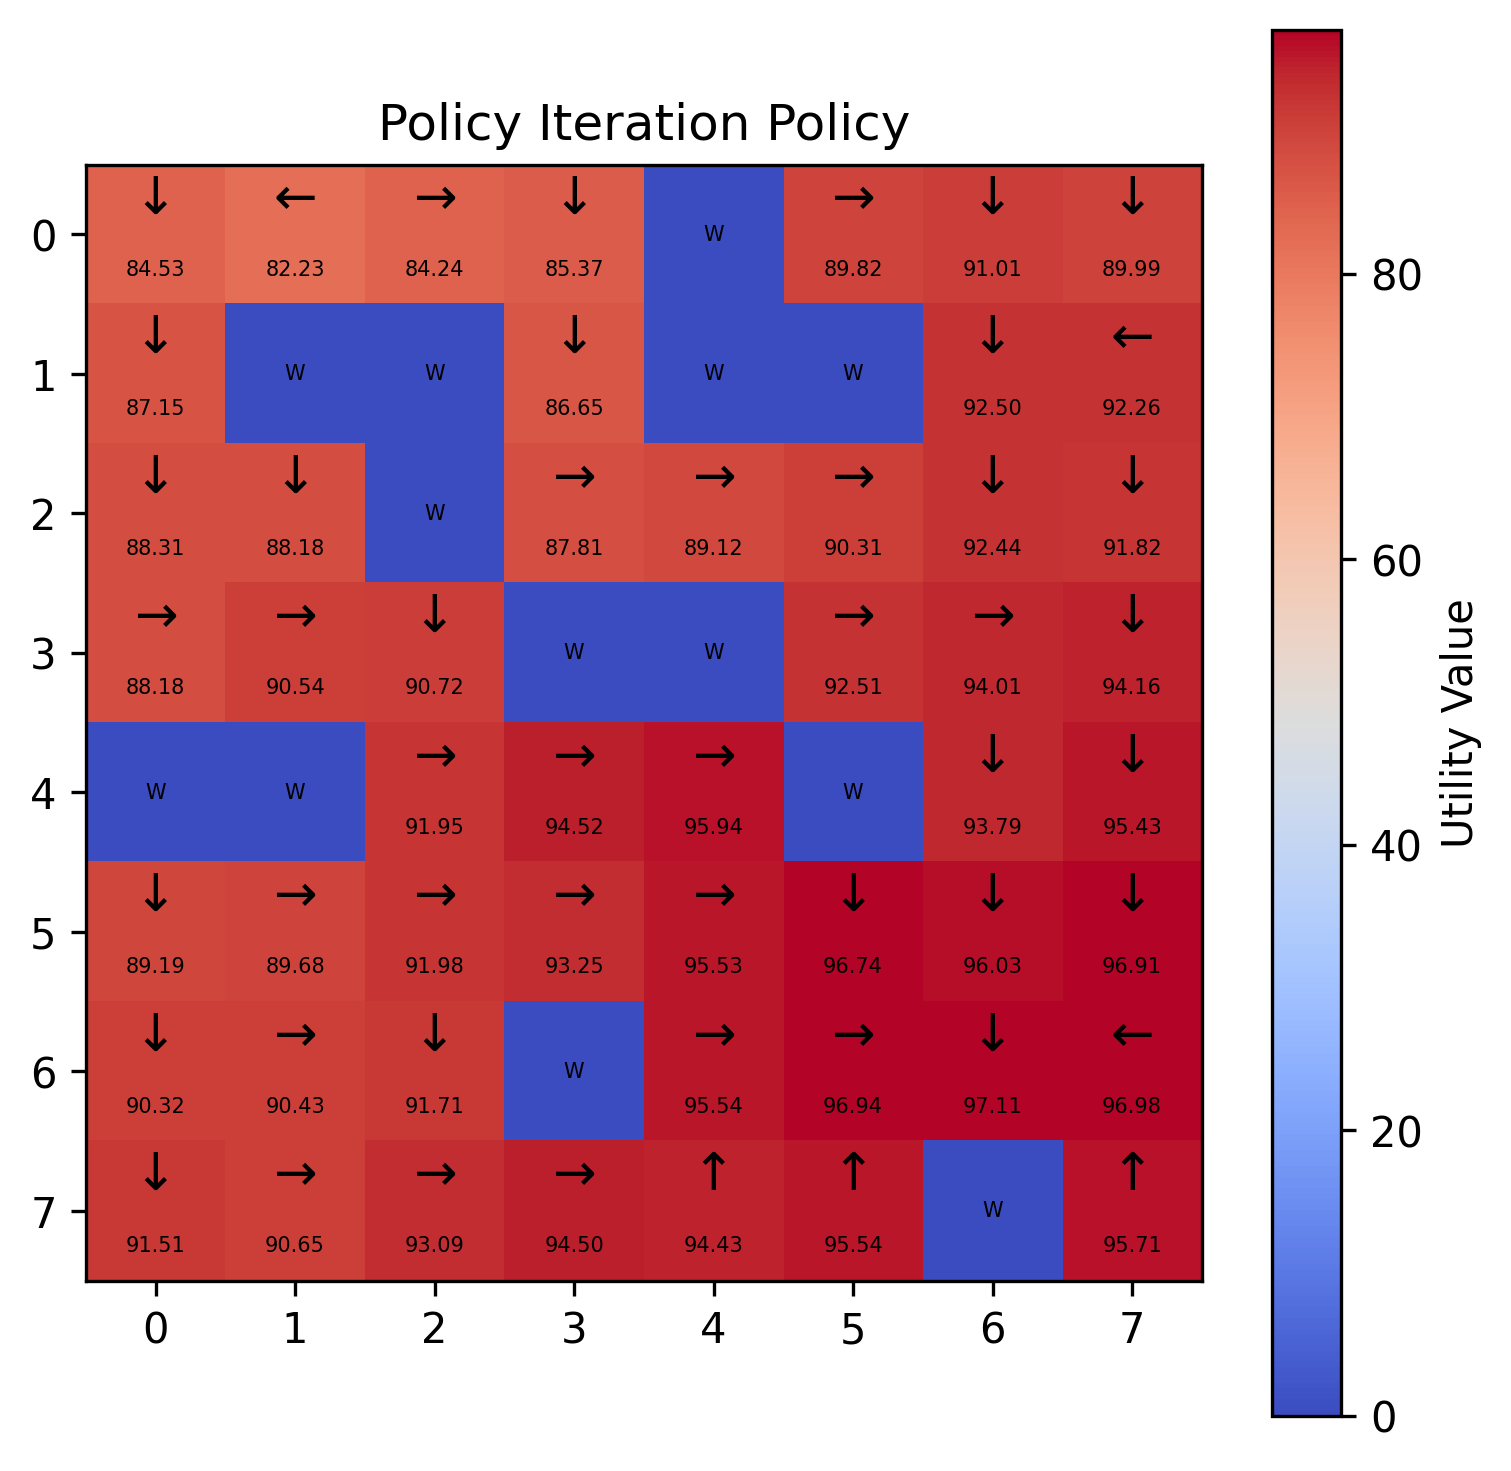 Policy Iteration Policy
0 ↓ ← → ↓ W → ↓ ↓
84.53 82.23 84.24 85.37 89.82 91.01 89.99
1 ↓ W W ↓ W W ↓ ←
87.15 86.65 92.50 92.26
2 ↓ ↓ W → → → ↓ ↓
88.31 88.18 87.81 89.12 90.31 92.44 91.82
3 → → ↓ W W → → ↓
88.18 90.54 90.72 92.51 94.01 94.16
4 W W → → → W ↓ ↓
91.95 94.52 95.94 93.79 95.43
5 ↓ → → → → ↓ ↓ ↓
89.19 89.68 91.98 93.25 95.53 96.74 96.03 96.91
6 ↓ → ↓ W → → ↓ ←
90.32 90.43 91.71 95.54 96.94 97.11 96.98
7 ↓ → → → ↑ ↑ W ↑
91.51 90.65 93.09 94.50 94.43 95.54 95.71
0 1 2 3 4 5 6 7
80
60
40
20
0
Utility Value